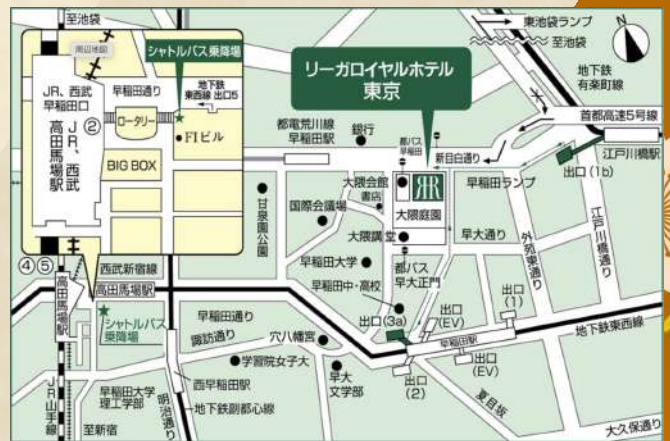 至池袋
周辺地図
シャトルバス乗降場
JR、西武
早稲田口
早稲田通り
地下鉄
東西線 出口5
②
ロータリー
JR、西武
高田馬場駅
FIビル
BIG BOX
④⑤
西武新宿線
高田馬場駅
高田馬場駅
シャトルバス
乗降場
JR山手線
早稲田大学
理工学部
至新宿
明治通り
早稲田通り
諏訪通り
学習院女子大
西早稲田駅
地下鉄副都心線
穴八幡宮
早大
文学部
甘泉園公園
都電荒川線
早稲田駅
銀行
都バス
早稲田
リーガロイヤルホテル
東京
新目白通り
大隈会館
書店
国際会議場
大隈庭園
大隈講堂
早稲田大学
都バス
早大正門
早稲田中・高校
早大通り
早稲田ランプ
出口(3a)
出口
(EV)
出口
(1)
早稲田駅
出口
(2)
出口
(EV)
夏目坂
地下鉄東西線
大久保通り
外苑東通り
江戸川橋通り
出口(1b)
江戸川橋駅
首都高速5号線
地下鉄
有楽町線
東池袋ランプ
至池袋
N